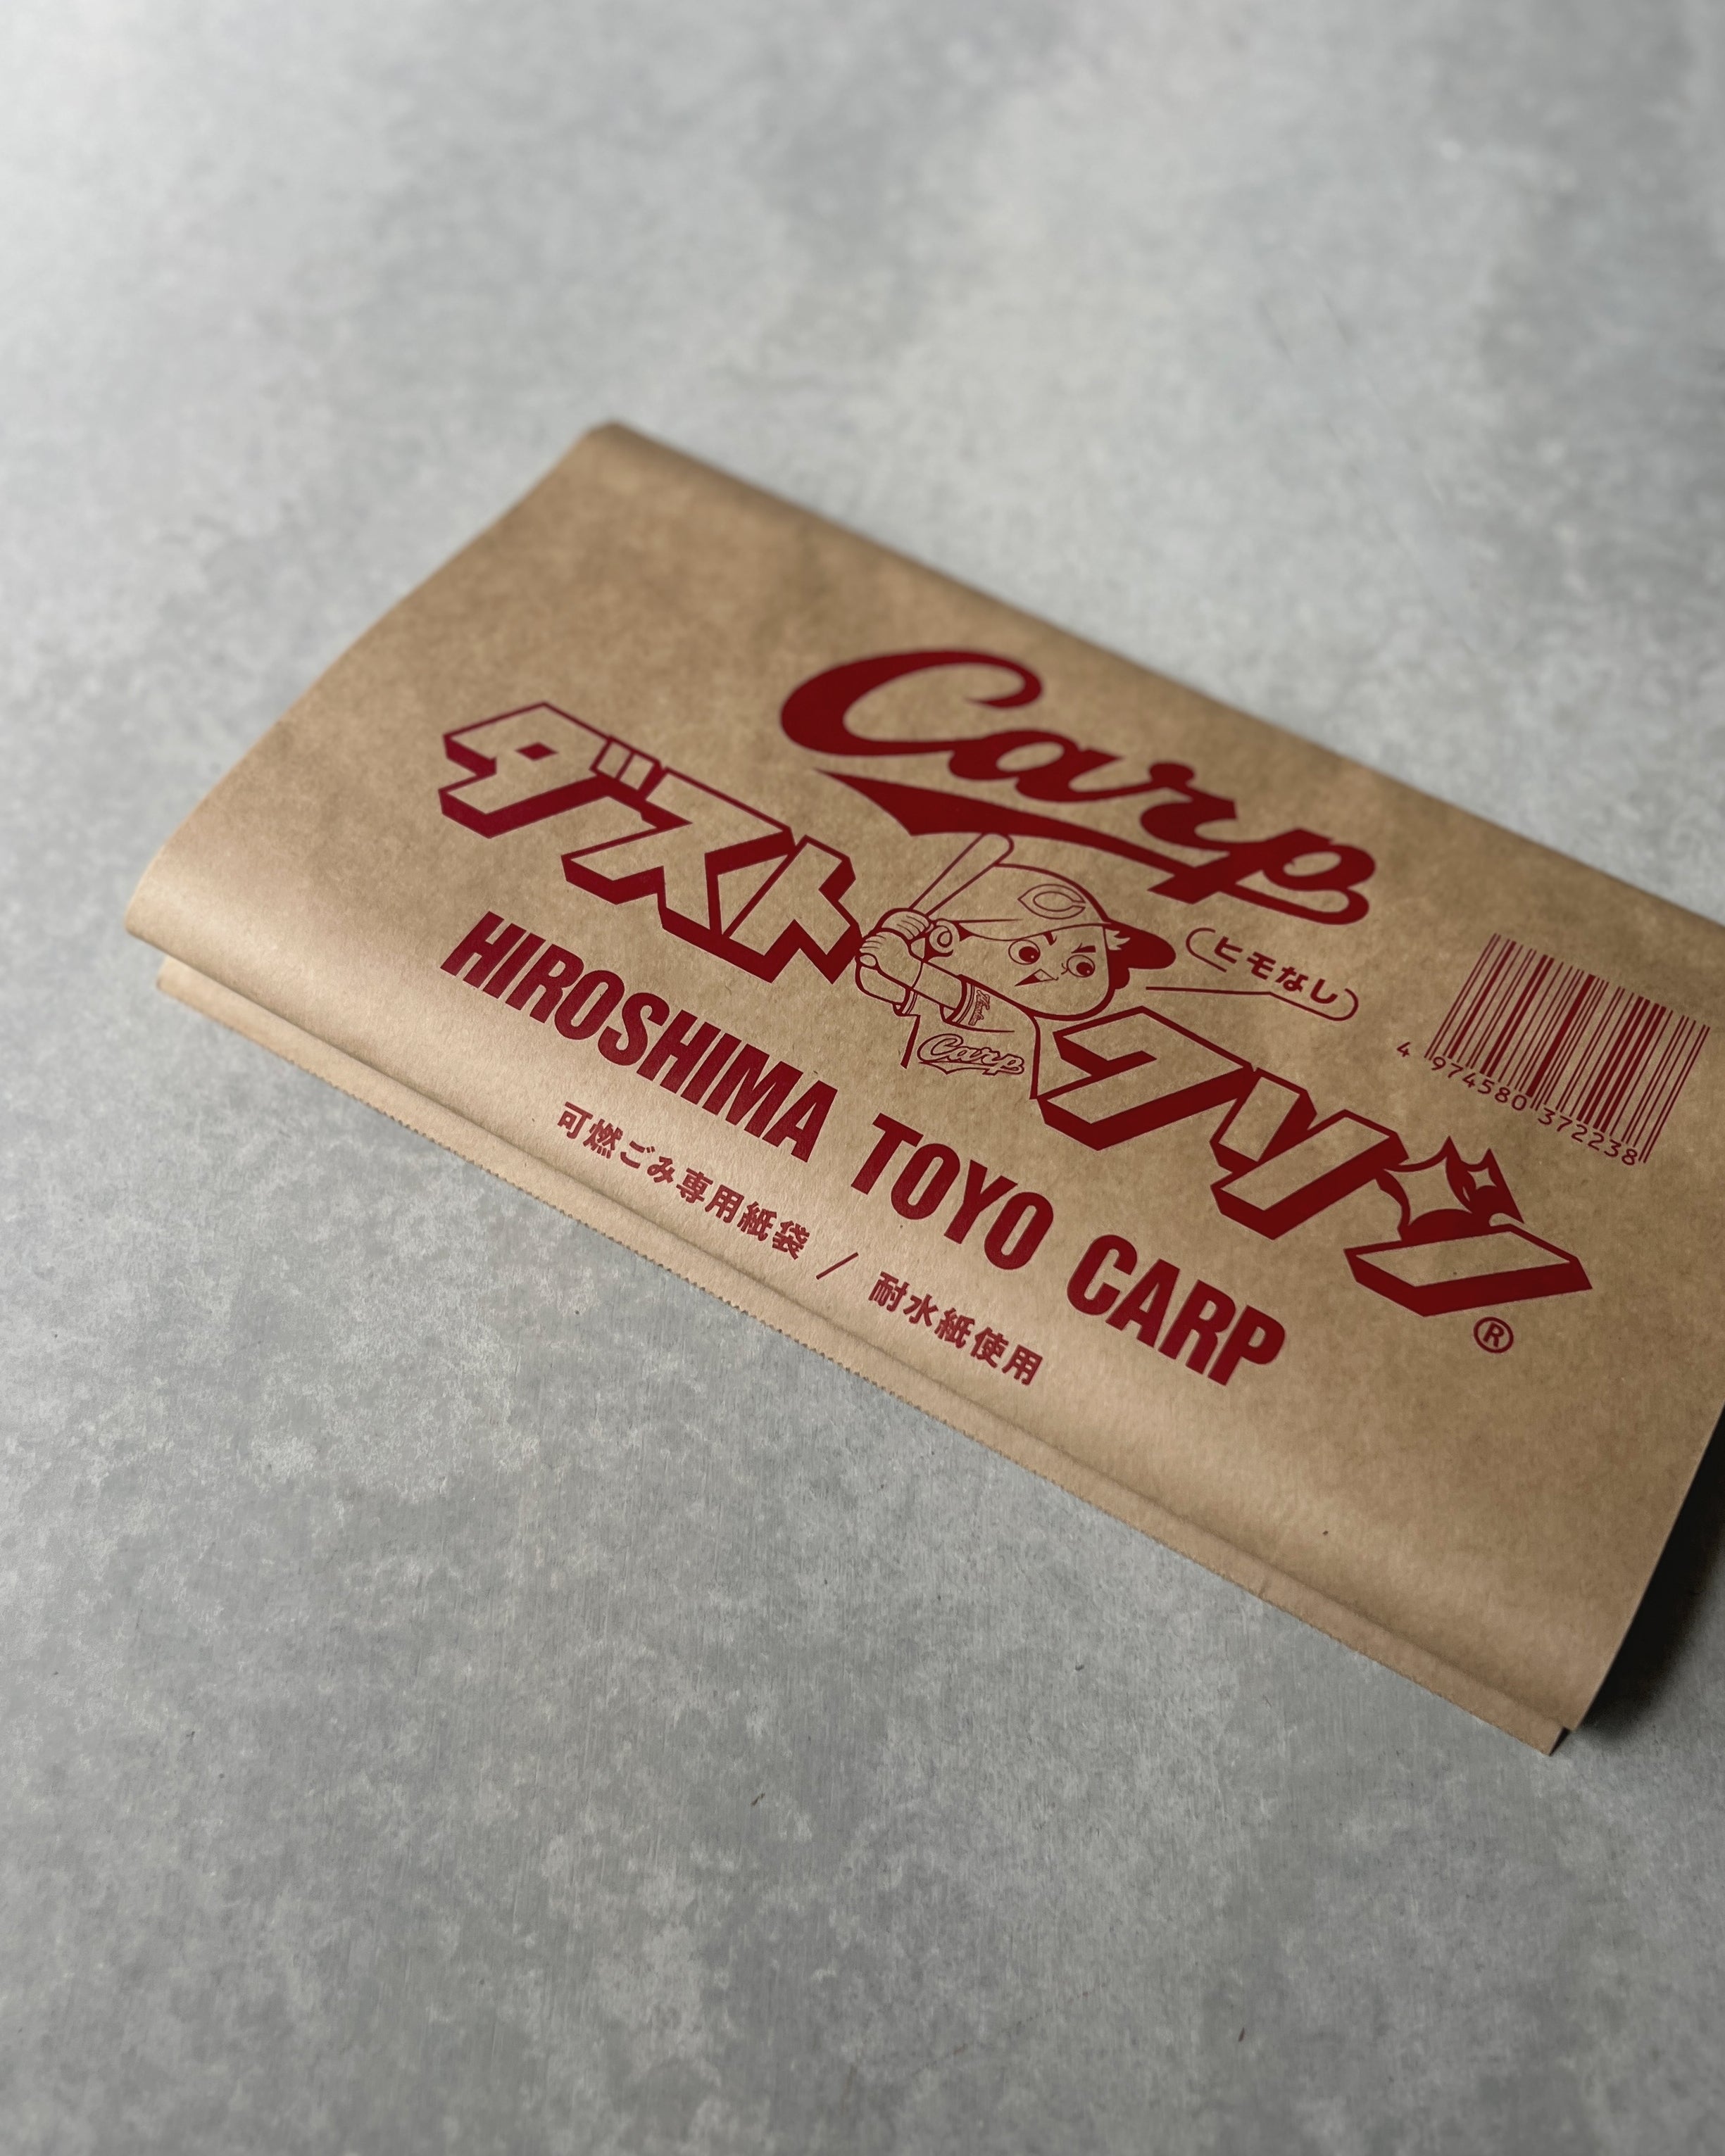 Carp
ダストクリン®
(ヒモなし)
C
Carp
HIROSHIMA TOYO CARP
可燃ごみ専用紙袋 / 耐水紙使用
4 974580 372238